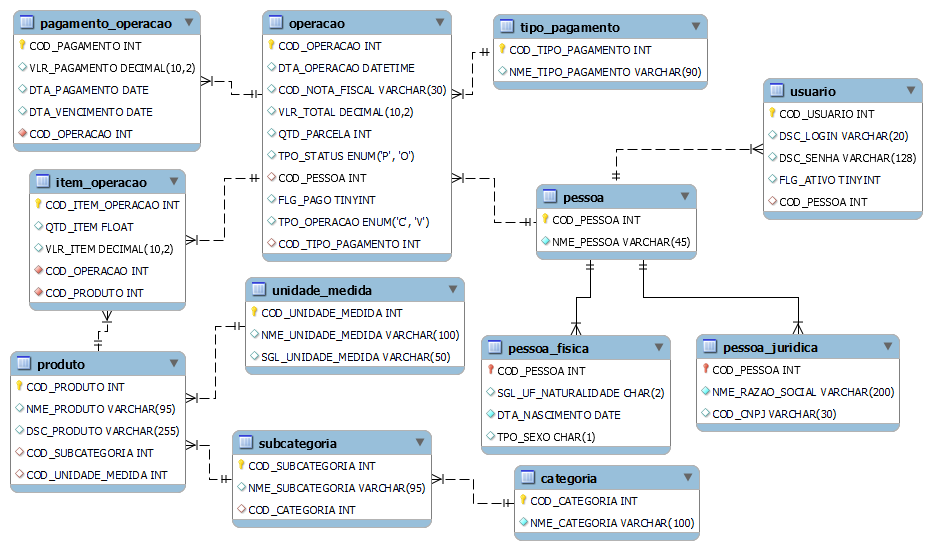 pagamento_operacao
COD_PAGAMENTO INT
VLR_PAGAMENTO DECIMAL(10,2)
DTA_PAGAMENTO DATE
DTA_VENCIMENTO DATE
COD_OPERACAO INT
operacao
COD_OPERACAO INT
DTA_OPERACAO DATETIME
COD_NOTA_FISCAL VARCHAR(30)
VLR_TOTAL DECIMAL(10,2)
QTD_PARCELA INT
TPO_STATUS ENUM('P', 'O')
COD_PESSOA INT
FLG_PAGO TINYINT
TPO_OPERACAO ENUM('C', 'V')
COD_TIPO_PAGAMENTO INT
tipo_pagamento
COD_TIPO_PAGAMENTO INT
NME_TIPO_PAGAMENTO VARCHAR(90)
usuario
COD_USUARIO INT
DSC_LOGIN VARCHAR(20)
DSC_SENHA VARCHAR(128)
FLG_ATIVO TINYINT
COD_PESSOA INT
item_operacao
COD_ITEM_OPERACAO INT
QTD_ITEM FLOAT
VLR_ITEM DECIMAL(10,2)
COD_OPERACAO INT
COD_PRODUTO INT
pessoa
COD_PESSOA INT
NME_PESSOA VARCHAR(45)
unidade_medida
COD_UNIDADE_MEDIDA INT
NME_UNIDADE_MEDIDA VARCHAR(100)
SGL_UNIDADE_MEDIDA VARCHAR(50)
pessoa_fisica
COD_PESSOA INT
SGL_UF_NATURALIDADE CHAR(2)
DTA_NASCIMENTO DATE
TPO_SEXO CHAR(1)
pessoa_juridica
COD_PESSOA INT
NME_RAZAO_SOCIAL VARCHAR(200)
COD_CNPJ VARCHAR(30)
produto
COD_PRODUTO INT
NME_PRODUTO VARCHAR(95)
DSC_PRODUTO VARCHAR(255)
COD_SUBCATEGORIA INT
COD_UNIDADE_MEDIDA INT
subcategoria
COD_SUBCATEGORIA INT
NME_SUBCATEGORIA VARCHAR(95)
COD_CATEGORIA INT
categoria
COD_CATEGORIA INT
NME_CATEGORIA VARCHAR(100)